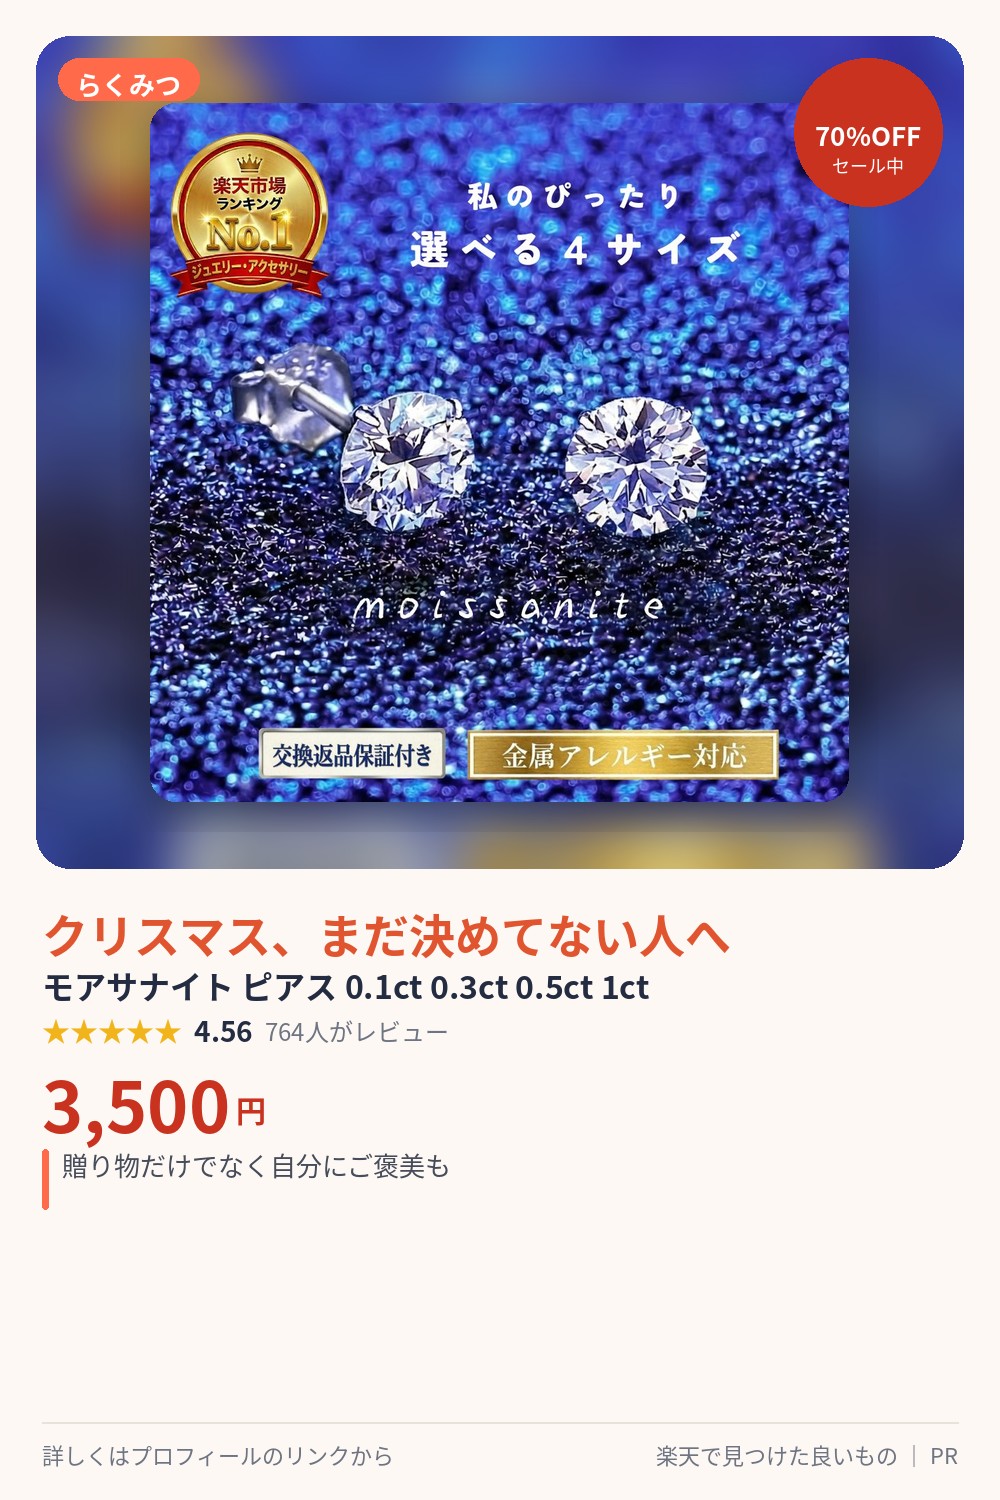 らくみつ
70%OFF
セール中
楽天市場
ランキング
No.1
ジュエリー・アクセサリー
私のぴったり
選べる4サイズ
moissanite
交換返品保証付き
金属アレルギー対応
クリスマス、まだ決めてない人へ
モアサナイト ピアス 0.1ct 0.3ct 0.5ct 1ct
★★★★★ 4.56 764人がレビュー
3,500円
贈り物だけでなく自分にご褒美も
詳しくはプロフィールのリンクから
楽天で見つけた良いもの | PR